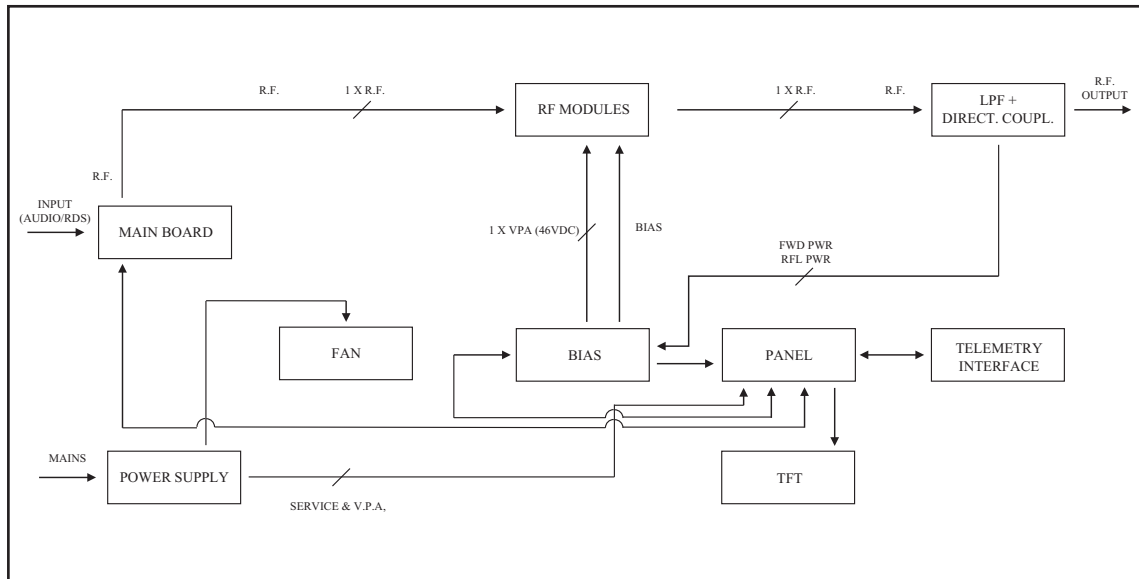 R.F.
1 X R.F.
RF MODULES
1 X R.F.
R.F.
LPF +
DIRECT. COUPL.
R.F.
OUTPUT
R.F.
INPUT
(AUDIO/RDS)
MAIN BOARD
1 X VPA (46VDC)
BIAS
FWD PWR
RFL PWR
FAN
BIAS
PANEL
TELEMETRY
INTERFACE
MAINS
POWER SUPPLY
TFT
SERVICE & V.P.A,